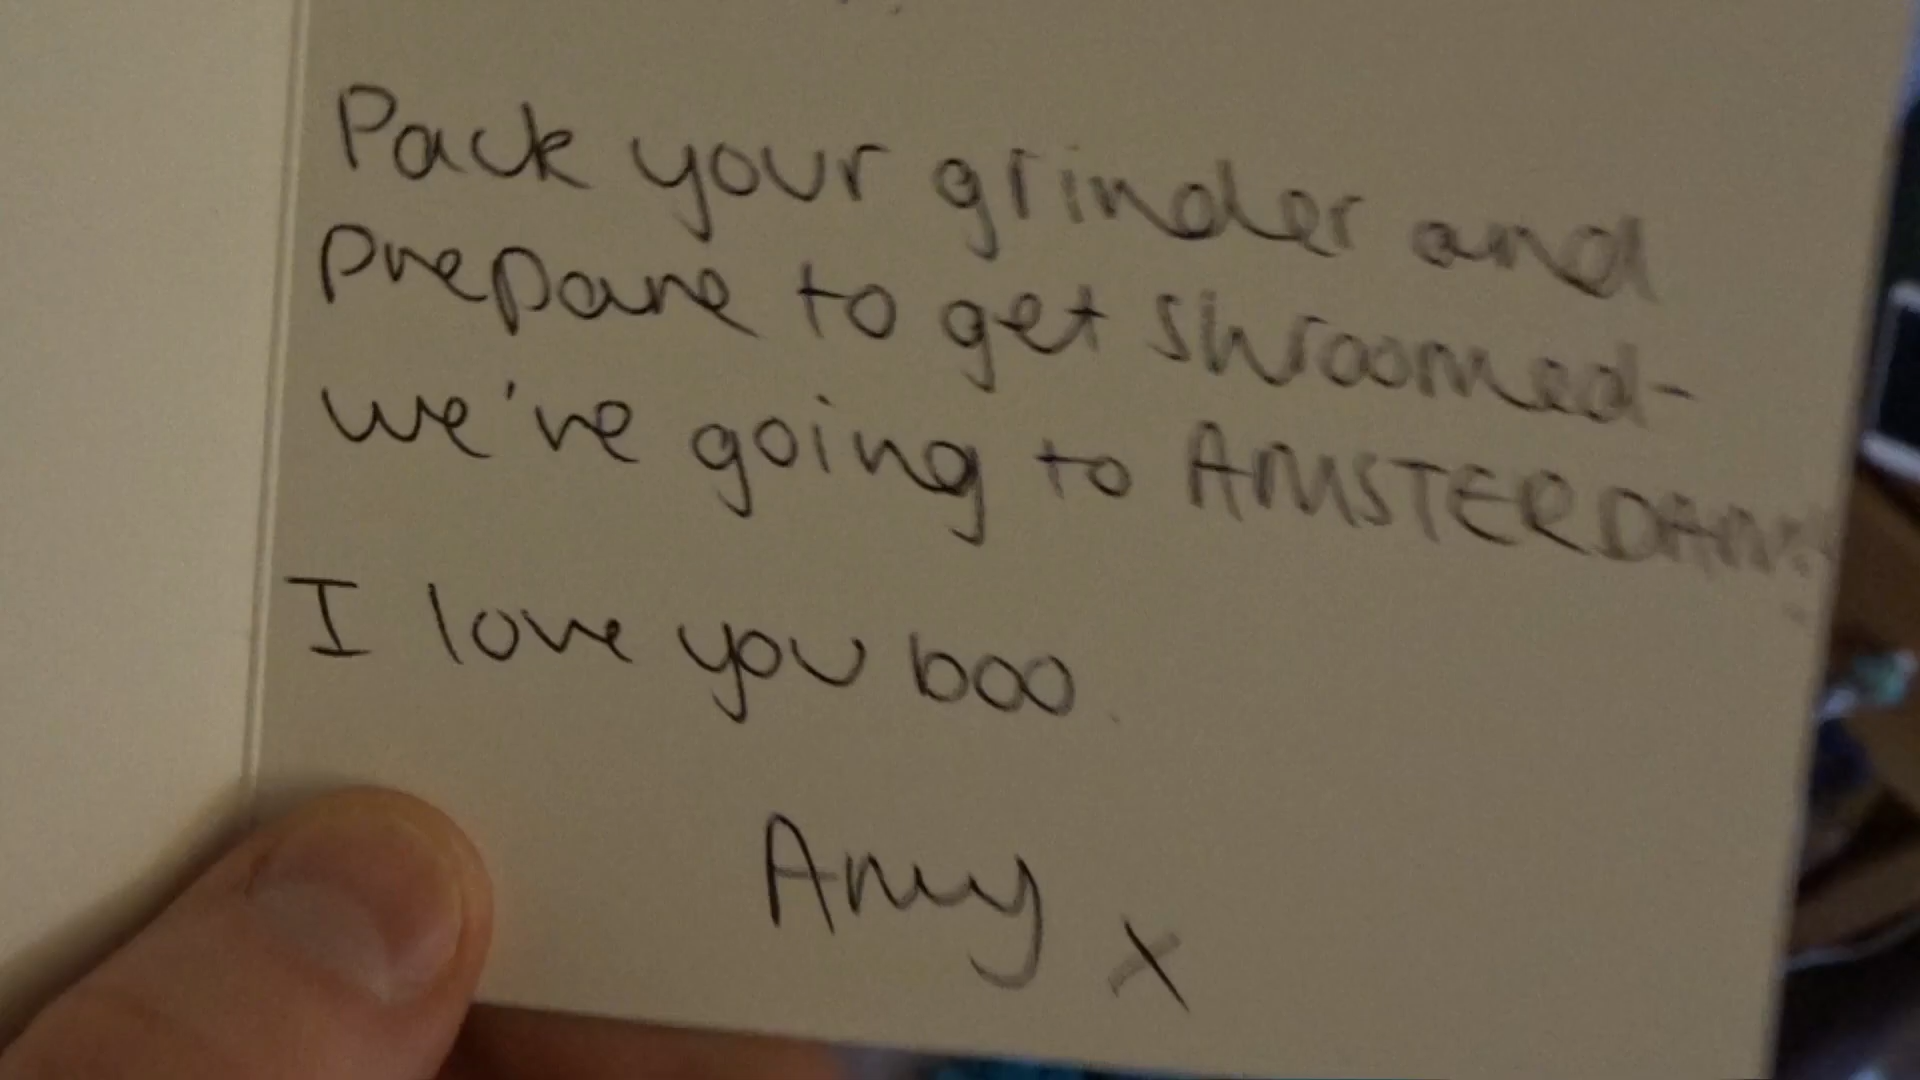 Pack your grinder and
prepare to get shroomed-
we're going to AMSTERDAM!
I love you boo.
Amy x